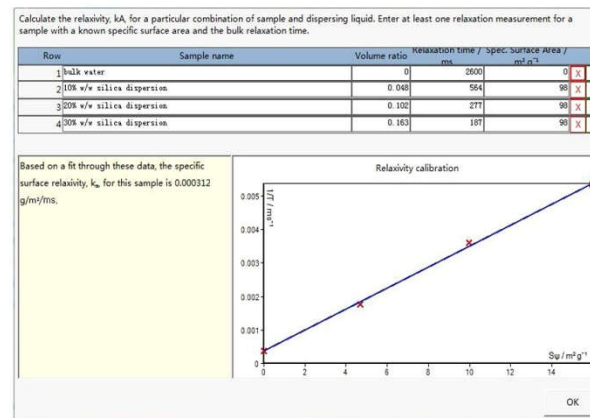 Calculate the relaxivity, kA, for a particular combination of sample and dispersing liquid. Enter at least one relaxation measurement for a
sample with a known specific surface area and the bulk relaxation time.
Row Sample name Volume ratio Relaxation time / ms Spec. Surface Area / m² g⁻¹
1 bulk water 0 2600 0 X
2 10% w/w silica dispersion 0.048 564 98 X
3 20% w/w silica dispersion 0.102 277 98 X
4 30% w/w silica dispersion 0.163 187 98 X
Based on a fit through these data, the specific
surface relaxivity, kₐ, for this sample is 0.000312
g/m²/ms.
Relaxivity calibration
1/T / ms⁻¹
0.005
0.004
0.003
0.002
0.001
0
0 2 4 6 8 10 12 14
Sψ / m²g⁻¹
OK